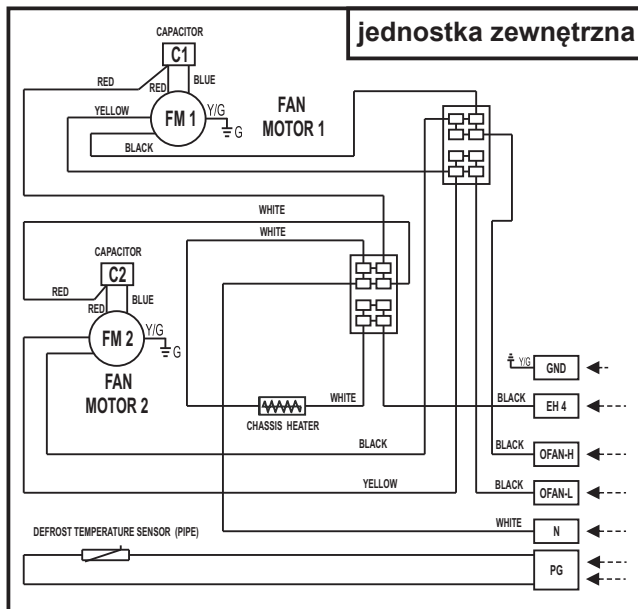 jednostka zewnętrzna
CAPACITOR
C1
RED
RED
BLUE
YELLOW
FM 1
Y/G
G
FAN
MOTOR 1
BLACK
WHITE
WHITE
CAPACITOR
C2
RED
RED
BLUE
FM 2
Y/G
G
FAN
MOTOR 2
Y/G
GND
WHITE
CHASSIS HEATER
BLACK
EH 4
BLACK
BLACK
OFAN-H
YELLOW
BLACK
OFAN-L
WHITE
N
DEFROST TEMPERATURE SENSOR (PIPE)
PG